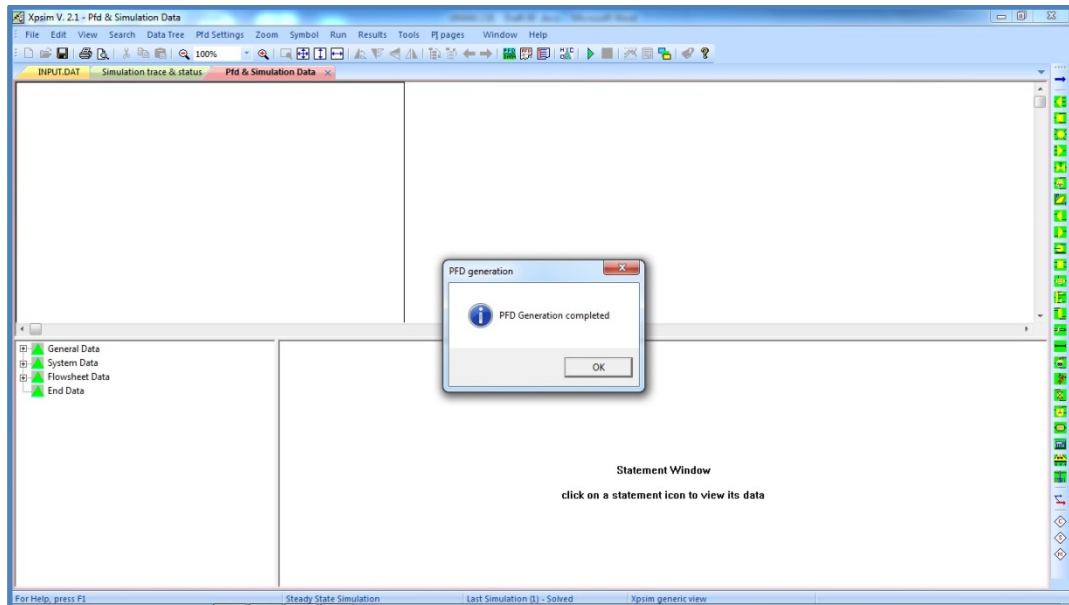 Xpsim V. 2.1 - Pfd & Simulation Data
File Edit View Search Data Tree Pfd Settings Zoom Symbol Run Results Tools PJ pages Window Help
100%
INPUT.DAT Simulation trace & status Pfd & Simulation Data
PFD generation
PFD Generation completed
OK
General Data
System Data
Flowsheet Data
End Data
Statement Window
click on a statement icon to view its data
For Help, press F1 Steady State Simulation Last Simulation (1) - Solved Xpsim generic view